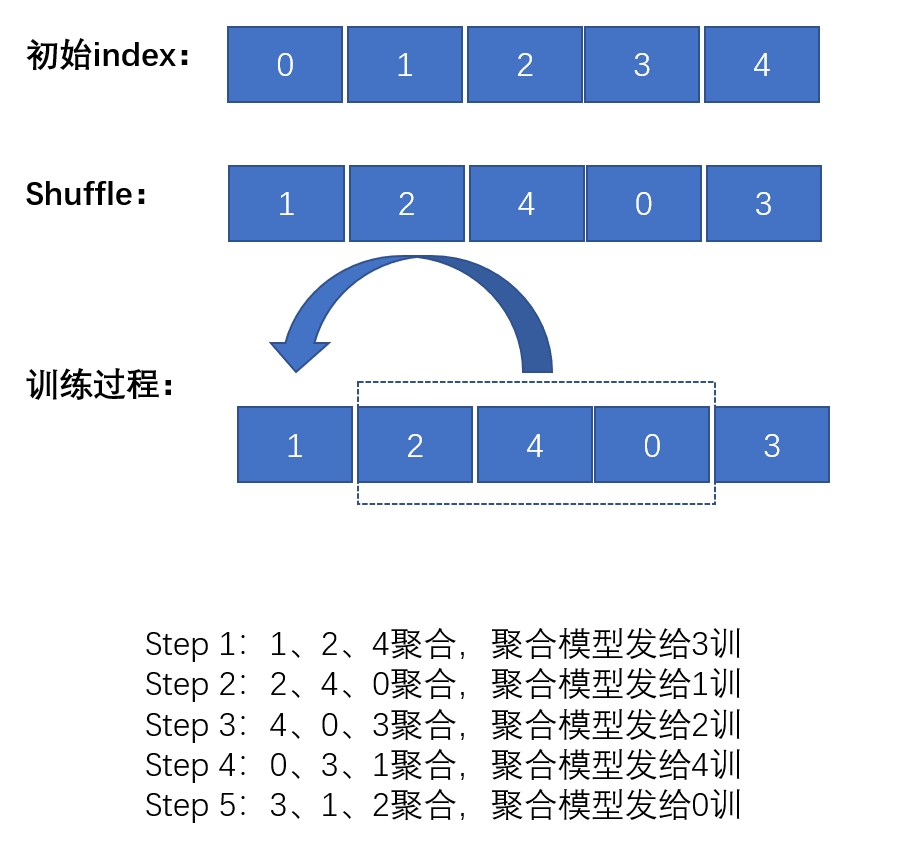 初始index：
0 1 2 3 4
Shuffle：
1 2 4 0 3
训练过程：
1 2 4 0 3
Step 1：1、2、4聚合，聚合模型发给3训
Step 2：2、4、0聚合，聚合模型发给1训
Step 3：4、0、3聚合，聚合模型发给2训
Step 4：0、3、1聚合，聚合模型发给4训
Step 5：3、1、2聚合，聚合模型发给0训